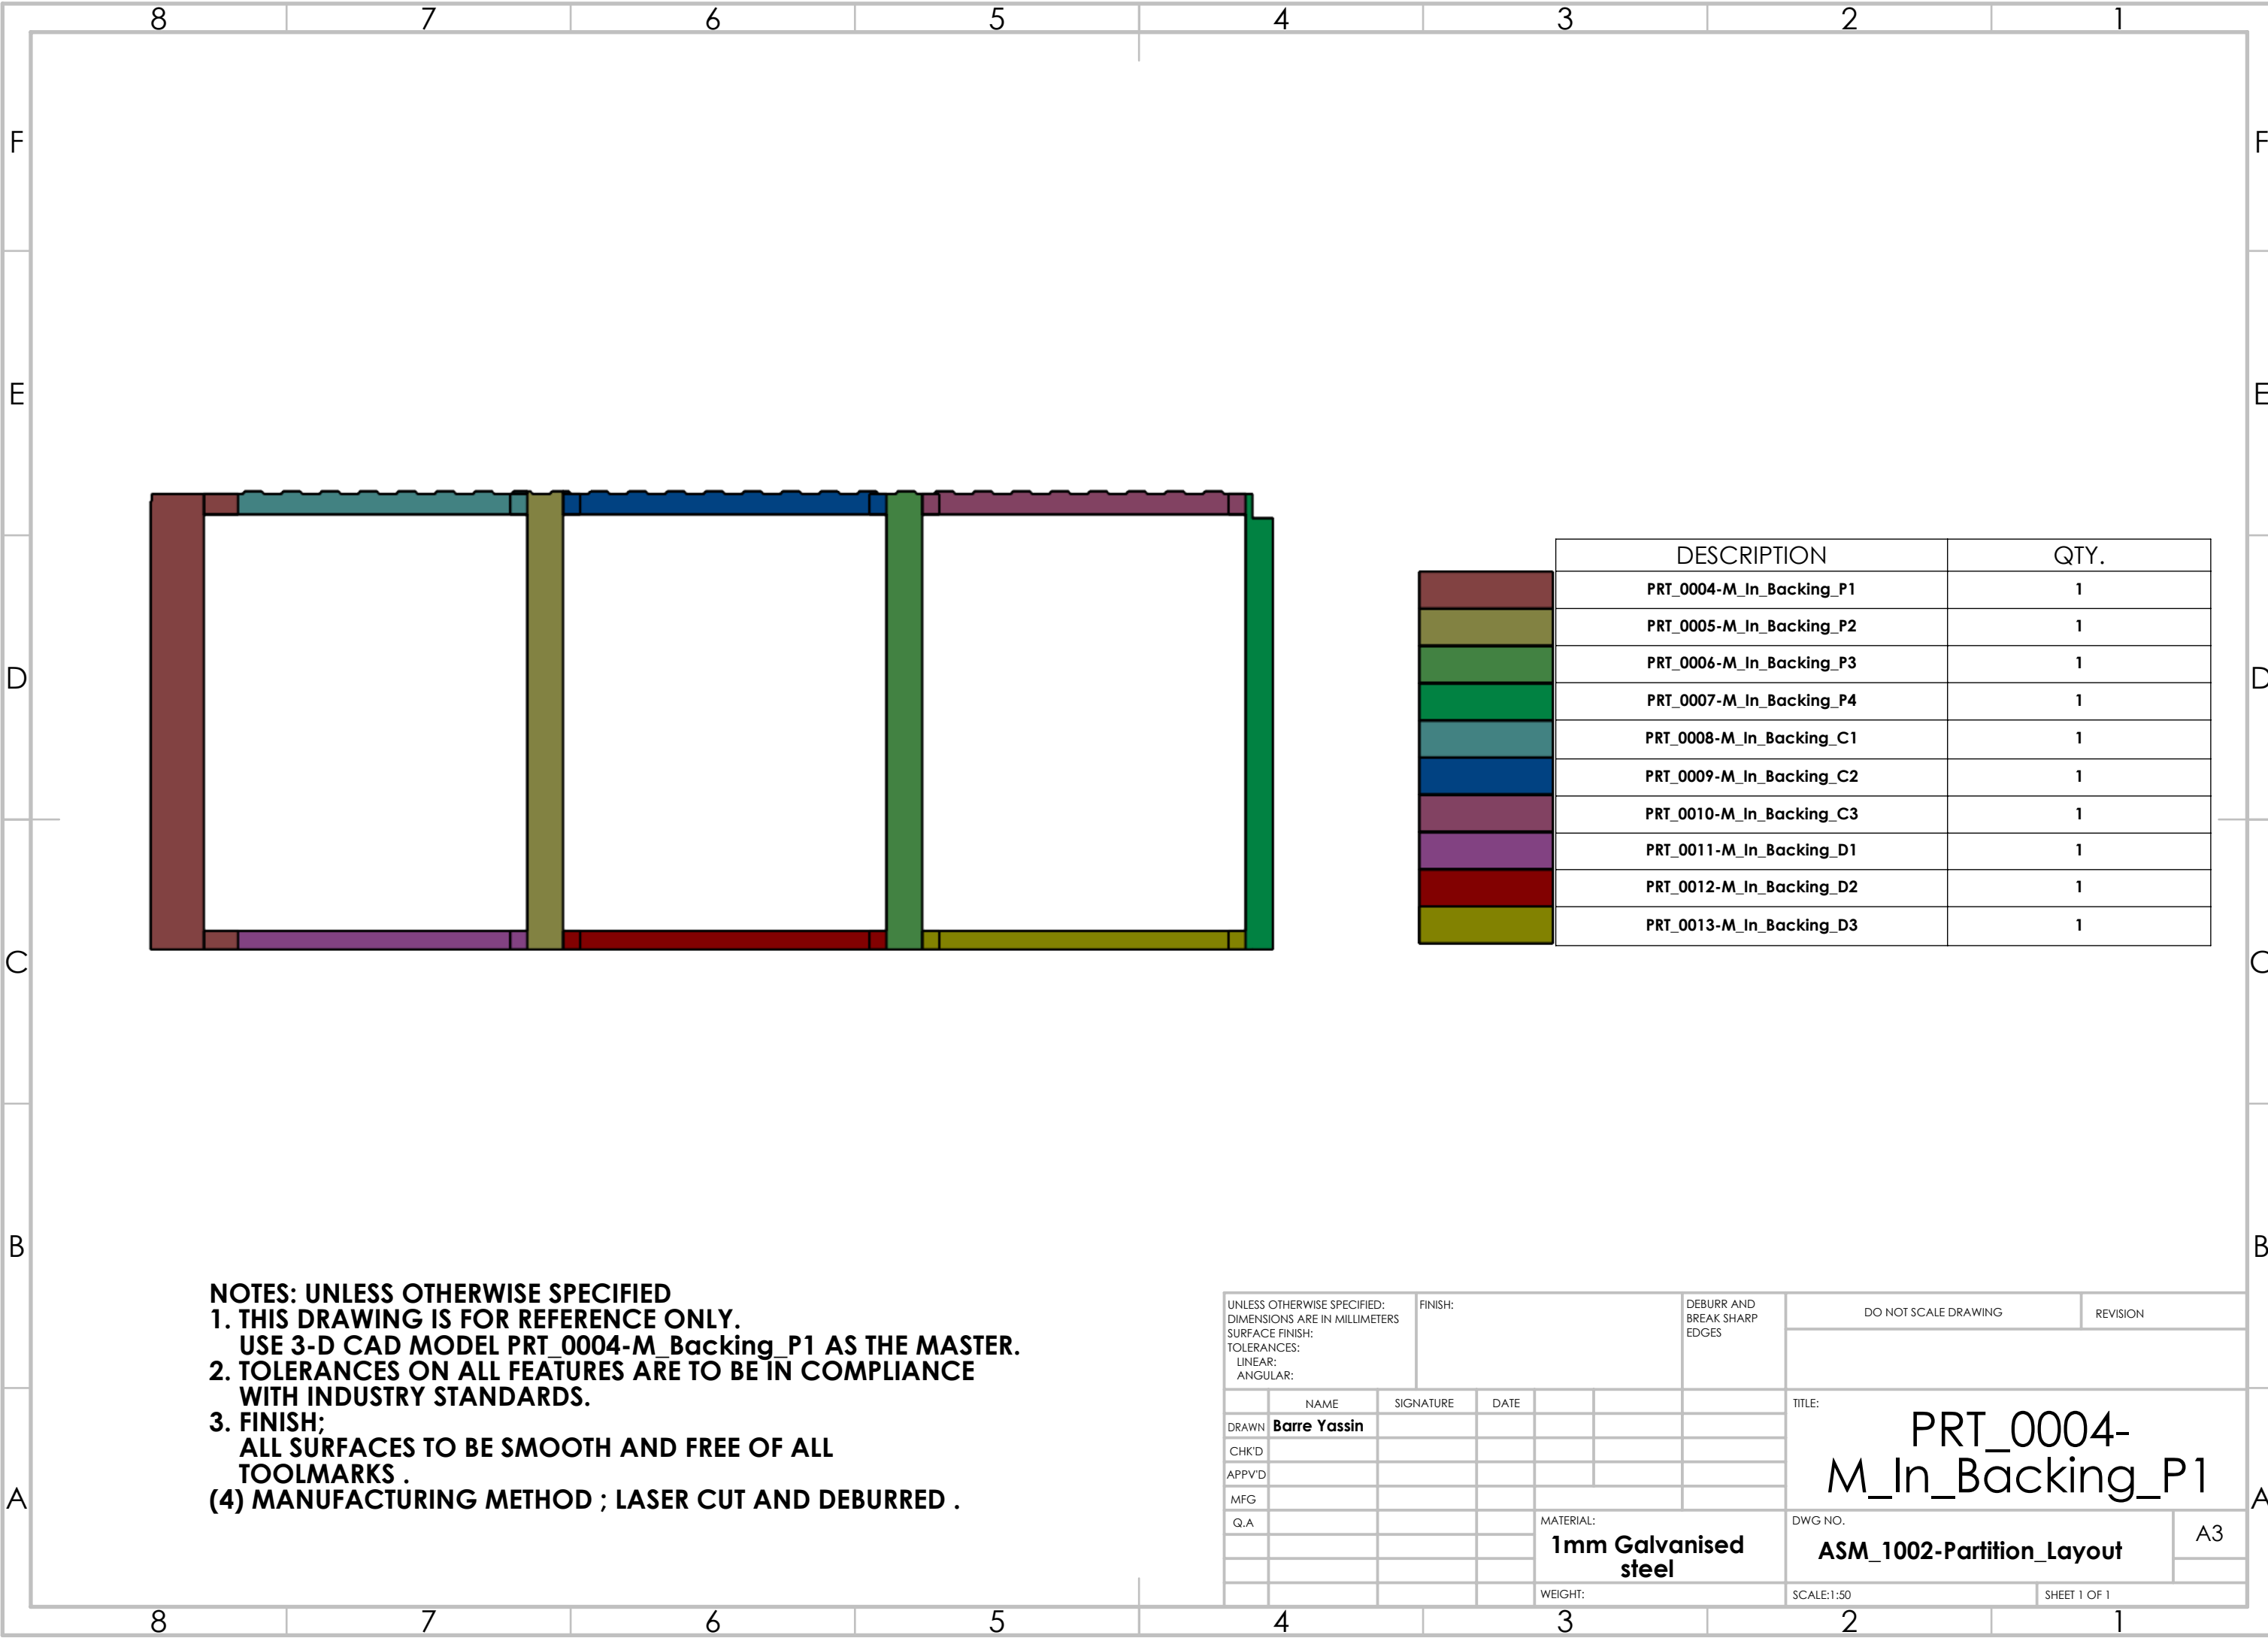 8 7 6 5 4 3 2 1
F F
E E
D D
C C
B B
A A
DESCRIPTION QTY.
PRT_0004-M_In_Backing_P1 1
PRT_0005-M_In_Backing_P2 1
PRT_0006-M_In_Backing_P3 1
PRT_0007-M_In_Backing_P4 1
PRT_0008-M_In_Backing_C1 1
PRT_0009-M_In_Backing_C2 1
PRT_0010-M_In_Backing_C3 1
PRT_0011-M_In_Backing_D1 1
PRT_0012-M_In_Backing_D2 1
PRT_0013-M_In_Backing_D3 1
NOTES: UNLESS OTHERWISE SPECIFIED
1. THIS DRAWING IS FOR REFERENCE ONLY.
USE 3-D CAD MODEL PRT_0004-M_Backing_P1 AS THE MASTER.
2. TOLERANCES ON ALL FEATURES ARE TO BE IN COMPLIANCE
WITH INDUSTRY STANDARDS.
3. FINISH;
ALL SURFACES TO BE SMOOTH AND FREE OF ALL
TOOLMARKS .
(4) MANUFACTURING METHOD ; LASER CUT AND DEBURRED .
UNLESS OTHERWISE SPECIFIED:
DIMENSIONS ARE IN MILLIMETERS
SURFACE FINISH:
TOLERANCES:
LINEAR:
ANGULAR:
FINISH:
DEBURR AND
BREAK SHARP
EDGES
DO NOT SCALE DRAWING
REVISION
NAME SIGNATURE DATE
DRAWN Barre Yassin
CHK'D
APPV'D
MFG
Q.A
TITLE:
PRT_0004-
M_In_Backing_P1
MATERIAL:
1mm Galvanised
steel
DWG NO.
ASM_1002-Partition_Layout
A3
WEIGHT:
SCALE:1:50
SHEET 1 OF 1
8 7 6 5 4 3 2 1